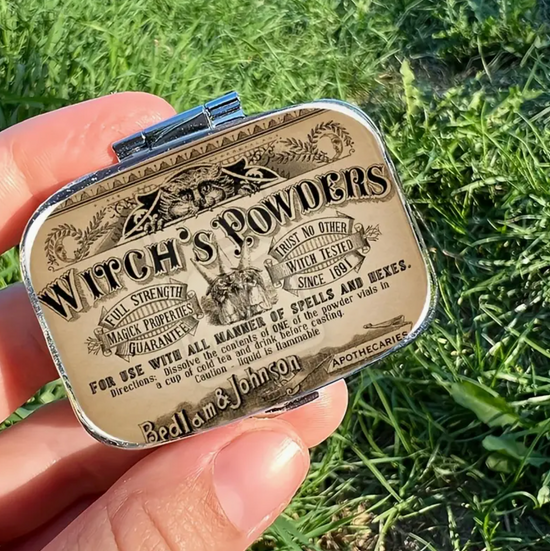 WITCH'S POWDERS
FULL STRENGTH
MAGICK PROPERTIES
GUARANTEE
TRUST NO OTHER
WITCH TESTED
SINCE 1691
FOR USE WITH ALL MANNER OF SPELLS AND HEXES.
Directions. Dissolve the contents of ONE of the powder vials in
a cup of cold tea and drink before casting.
Caution - liquid is flammable
Bedlam & Johnson
APOTHECARIES